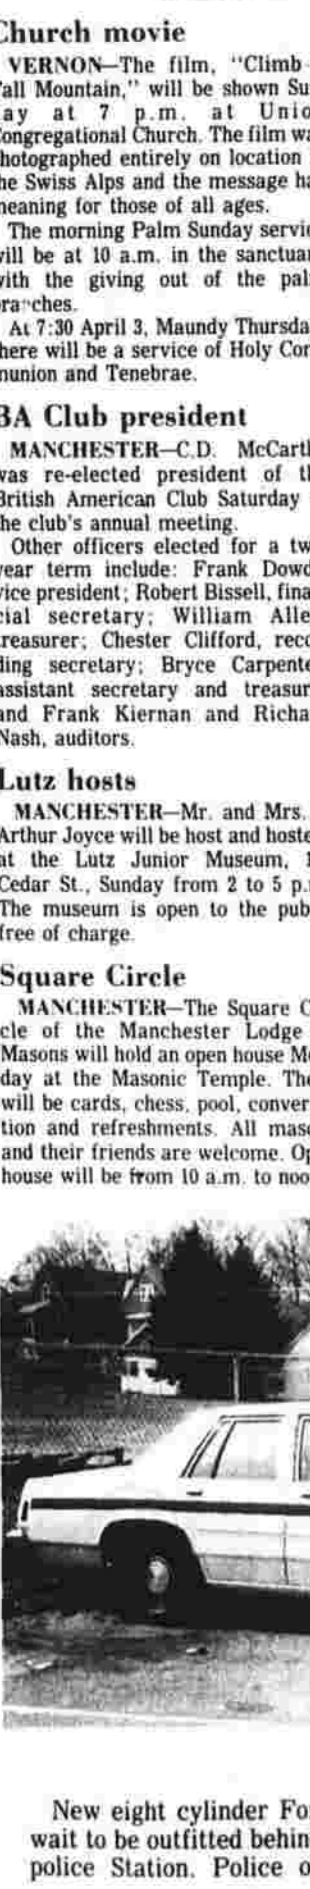 Church movie
VERNON—The film, "Climb
all Mountain," will be shown Su
ay at 7 p.m. at Unio
Congregational Church. The film wa
photographed entirely on location
he Swiss Alps and the message ha
meaning for those of all ages.
The morning Palm Sunday servic
will be at 10 a.m. in the sanctuar
with the giving out of the pal
branches.
At 7:30 April 3, Maundy Thursda
here will be a service of Holy Com
munion and Tenebrae.
BA Club president
MANCHESTER—C.D. McCarth
was re-elected president of th
British American Club Saturday
the club's annual meeting.
Other officers elected for a tw
year term include: Frank Dowd
vice president; Robert Bissell, fina
cial secretary; William Alle
treasurer; Chester Clifford, reco
ding secretary; Bryce Carpente
assistant secretary and treasur
and Frank Kiernan and Richa
Nash, auditors.
Lutz hosts
MANCHESTER—Mr. and Mrs.
Arthur Joyce will be host and hoste
at the Lutz Junior Museum, 1
Cedar St., Sunday from 2 to 5 p.m
The museum is open to the pub
free of charge.
Square Circle
MANCHESTER—The Square C
cle of the Manchester Lodge
Masons will hold an open house Mo
day at the Masonic Temple. The
will be cards, chess, pool, conver
tion and refreshments. All maso
and their friends are welcome. Op
house will be from 10 a.m. to noo
New eight cylinder Fo
wait to be outfitted behin
police Station. Police o